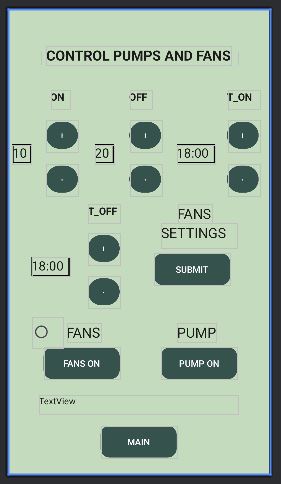 CONTROL PUMPS AND FANS
ON OFF T_ON
+ + +
10 20 18:00
- - -
T_OFF FANS
SETTINGS
+
18:00 SUBMIT
-
FANS PUMP
FANS ON PUMP ON
TextView
MAIN